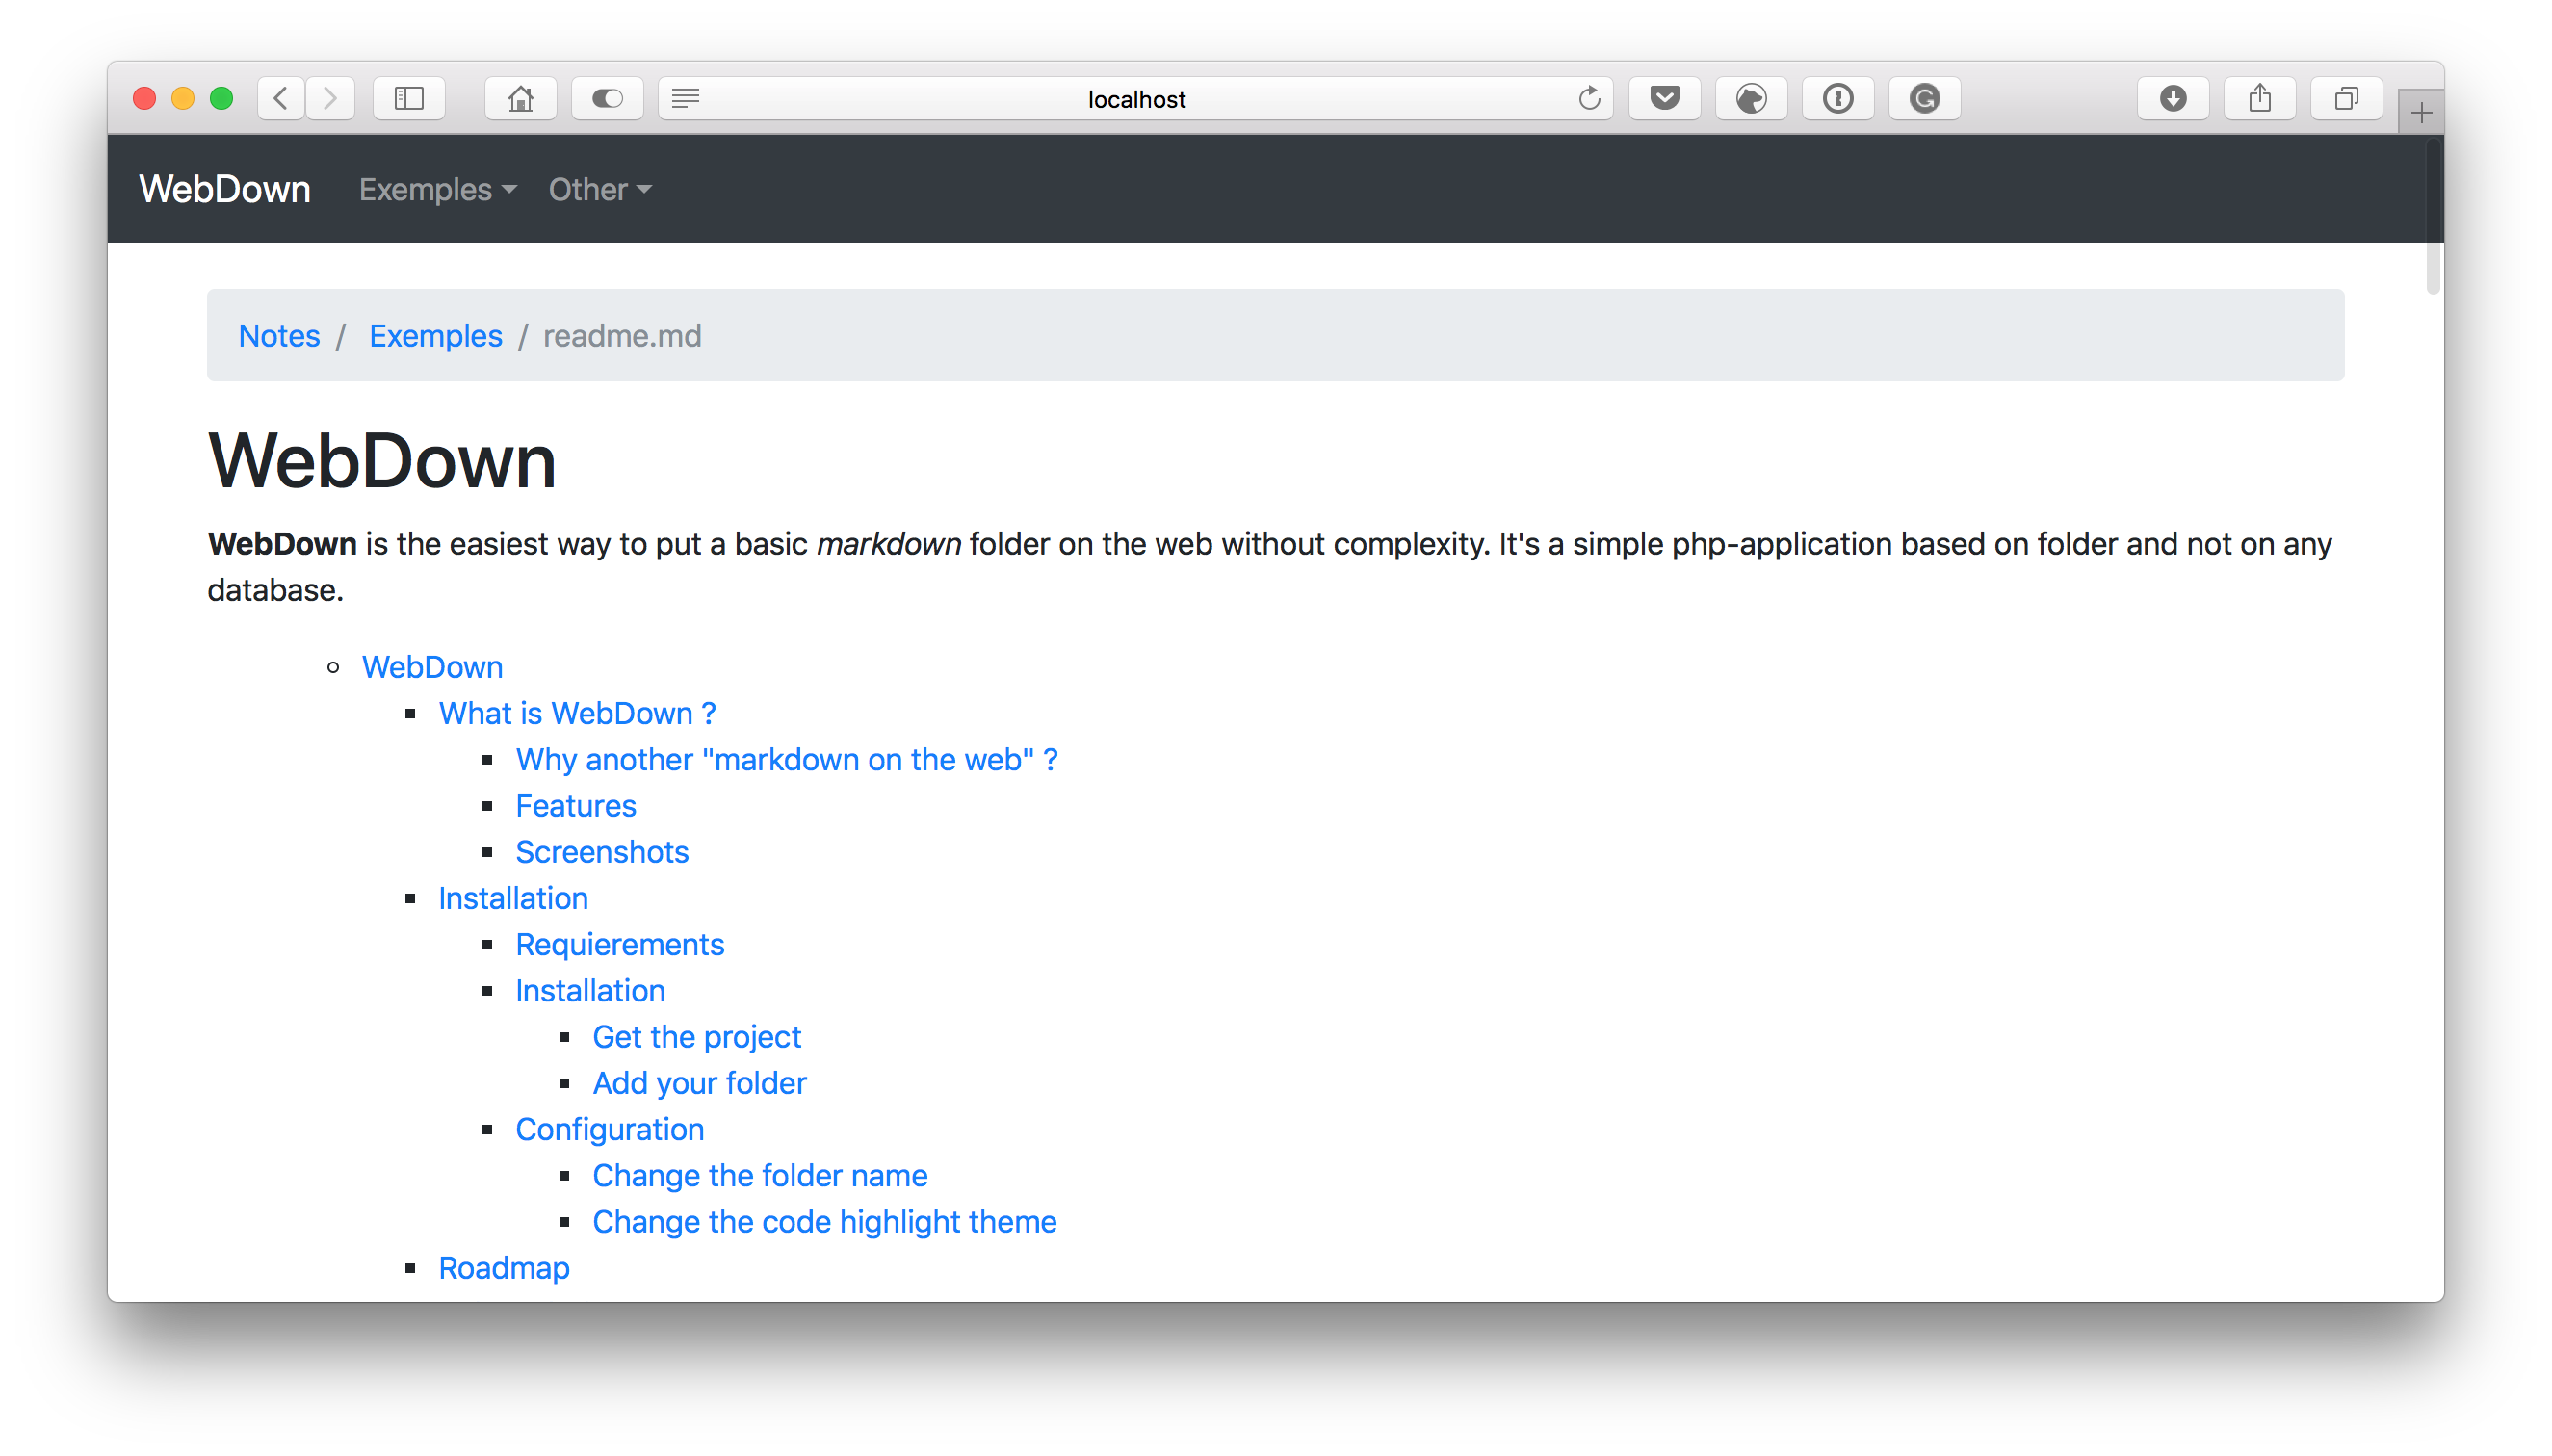 localhost
WebDown Exemples Other
Notes / Exemples / readme.md
WebDown
WebDown is the easiest way to put a basic markdown folder on the web without complexity. It's a simple php-application based on folder and not on any
database.
WebDown
What is WebDown ?
Why another "markdown on the web" ?
Features
Screenshots
Installation
Requierements
Installation
Get the project
Add your folder
Configuration
Change the folder name
Change the code highlight theme
Roadmap